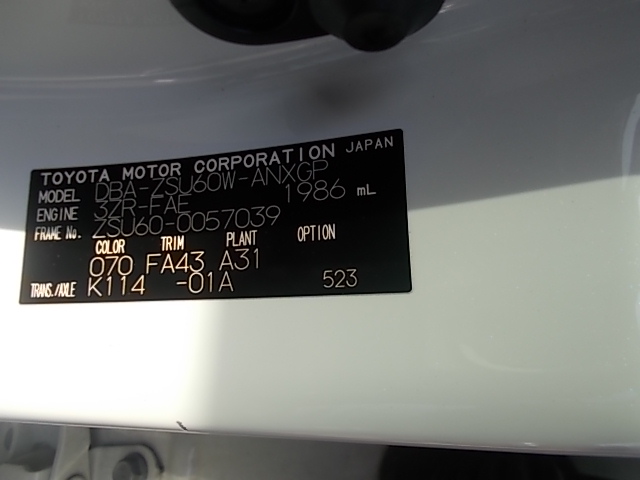 TOYOTA MOTOR CORPORATION JAPAN
MODEL DBA-ZSU60W-ANXGP
ENGINE 3ZR-FAE 1986 mL
FRAME No. ZSU60-0057039
COLOR TRIM PLANT OPTION
070 FA43 A31
TRANS./AXLE K114 -01A 523